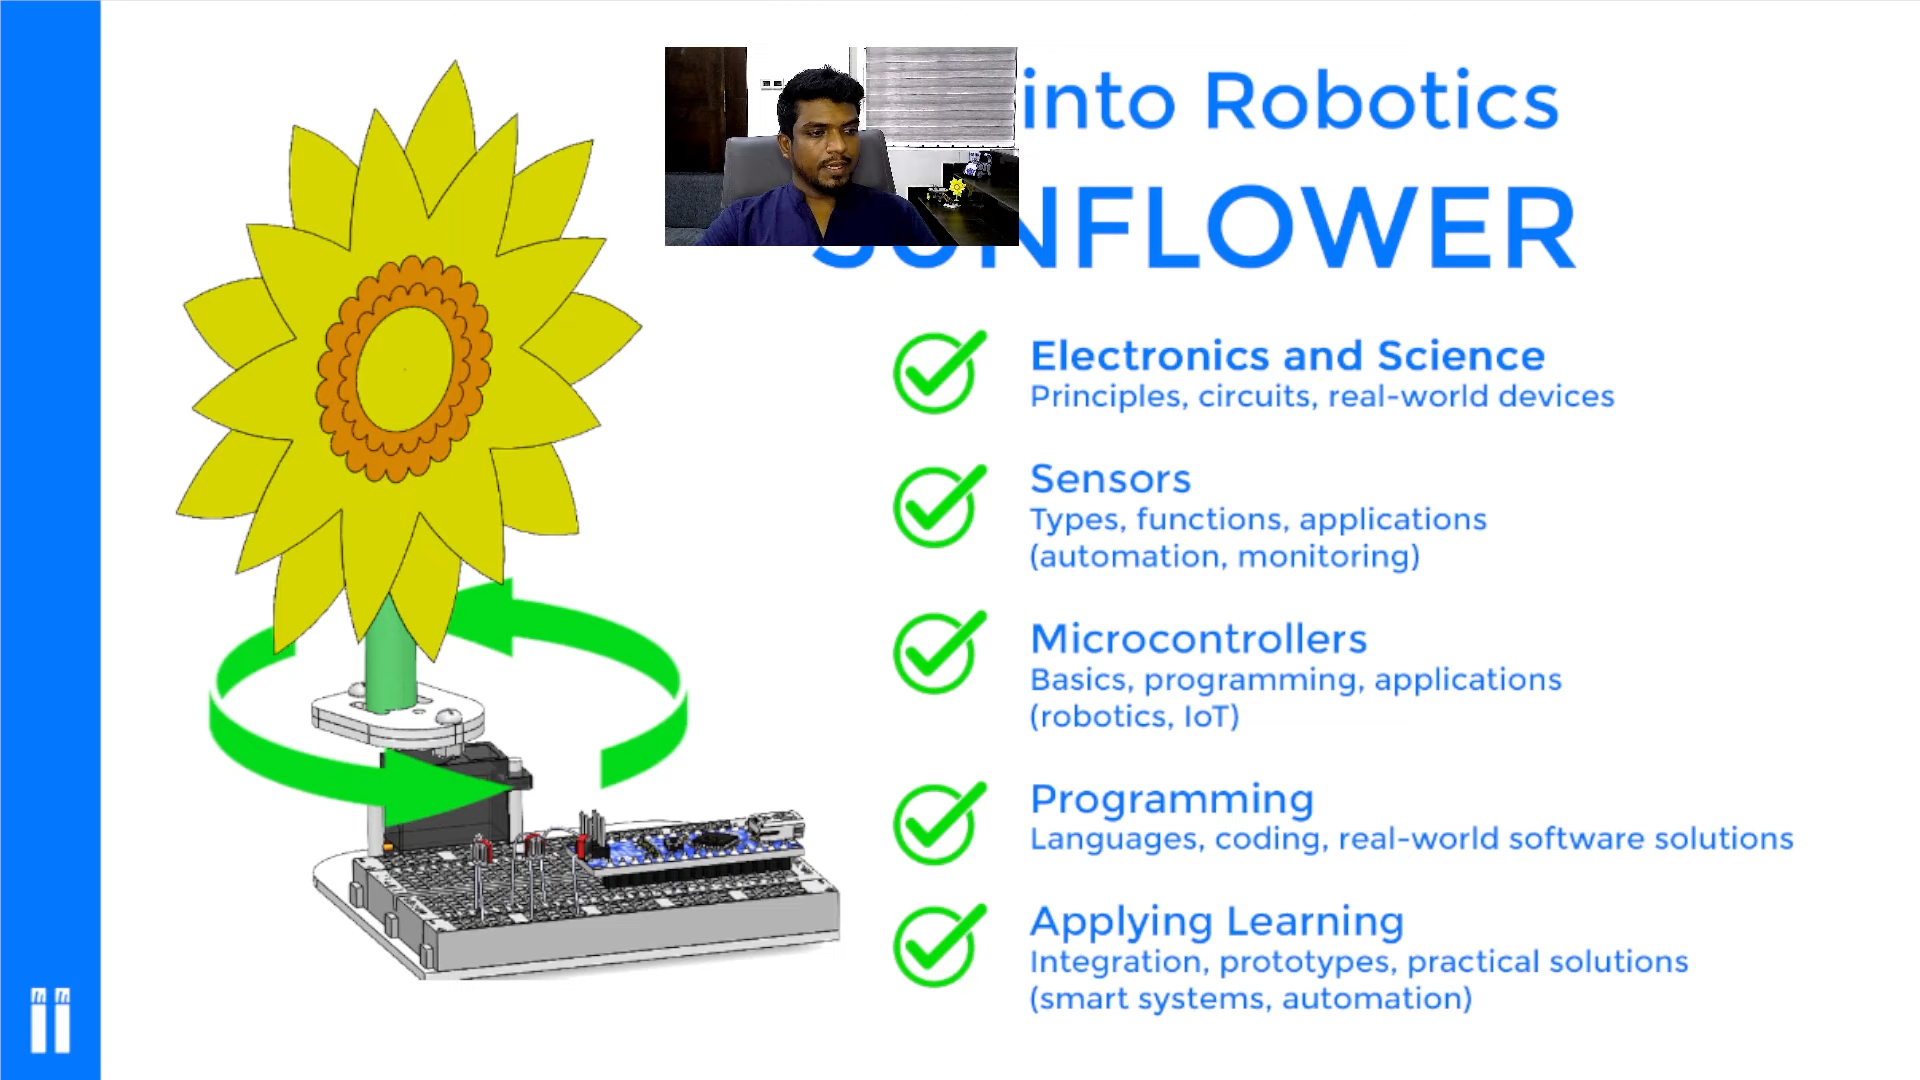 into Robotics
SUNFLOWER
Electronics and Science
Principles, circuits, real-world devices
Sensors
Types, functions, applications
(automation, monitoring)
Microcontrollers
Basics, programming, applications
(robotics, IoT)
Programming
Languages, coding, real-world software solutions
Applying Learning
Integration, prototypes, practical solutions
(smart systems, automation)